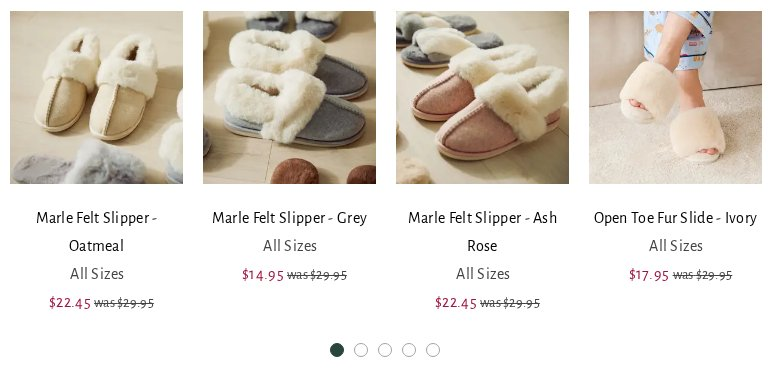 Marle Felt Slipper -
Oatmeal
All Sizes
$22.45 was $29.95
Marle Felt Slipper - Grey
All Sizes
$14.95 was $29.95
Marle Felt Slipper - Ash
Rose
All Sizes
$22.45 was $29.95
Open Toe Fur Slide - Ivory
All Sizes
$17.95 was $29.95